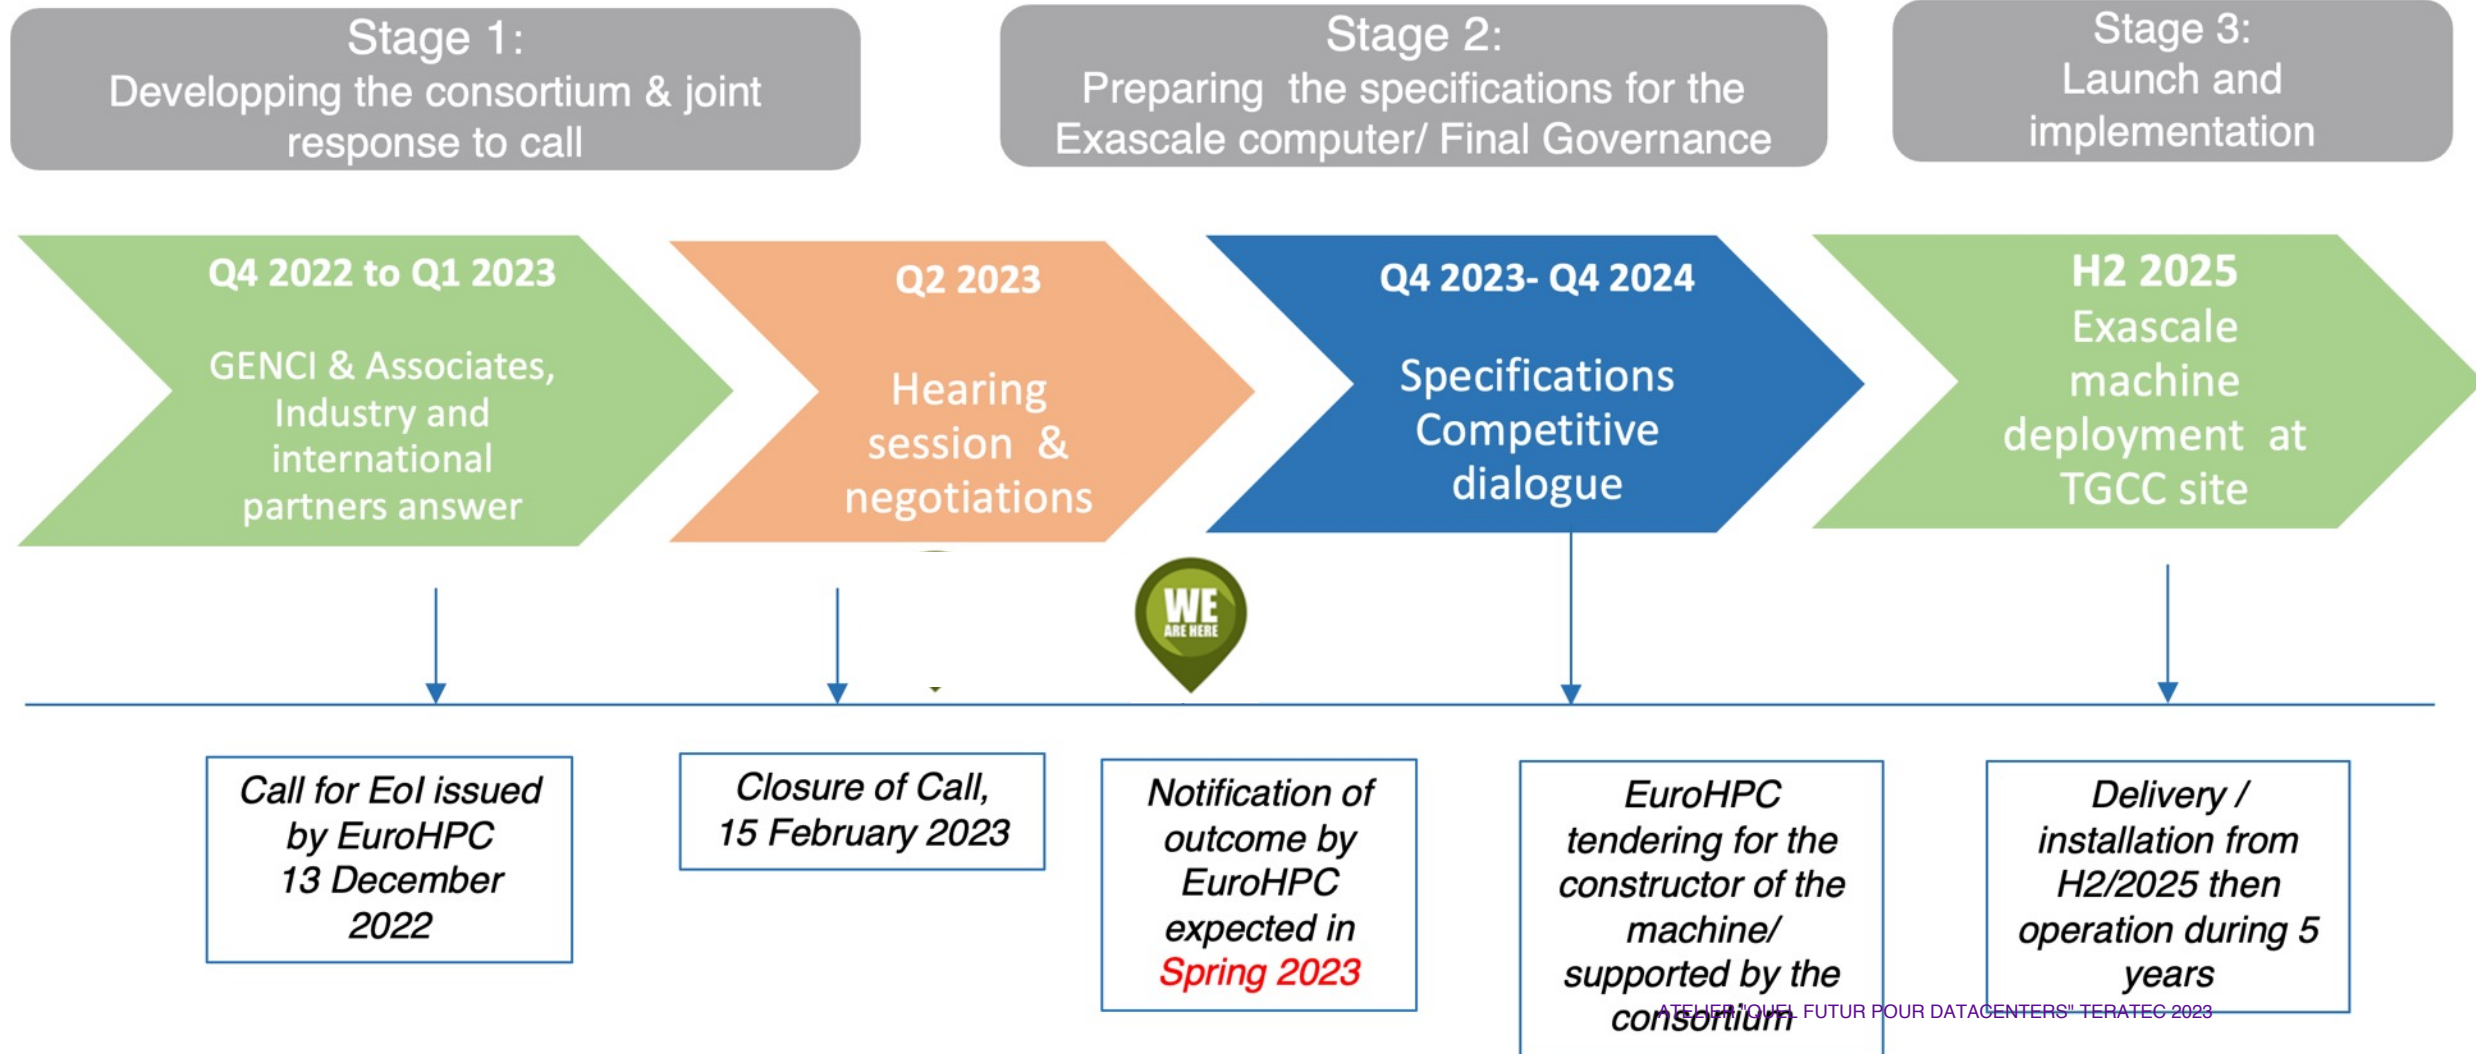 Stage 1:
Developping the consortium & joint
response to call
Stage 2:
Preparing the specifications for the
Exascale computer/ Final Governance
Stage 3:
Launch and
implementation
Q4 2022 to Q1 2023
GENCI & Associates,
Industry and
international
partners answer
Q2 2023
Hearing
session &
negotiations
Q4 2023- Q4 2024
Specifications
Competitive
dialogue
H2 2025
Exascale
machine
deployment at
TGCC site
WE
ARE HERE
Call for EoI issued
by EuroHPC
13 December
2022
Closure of Call,
15 February 2023
Notification of
outcome by
EuroHPC
expected in
Spring 2023
EuroHPC
tendering for the
constructor of the
machine/
supported by the
consortium
Delivery /
installation from
H2/2025 then
operation during 5
years
ATELIER "QUEL FUTUR POUR DATACENTERS" TERATEC 2023